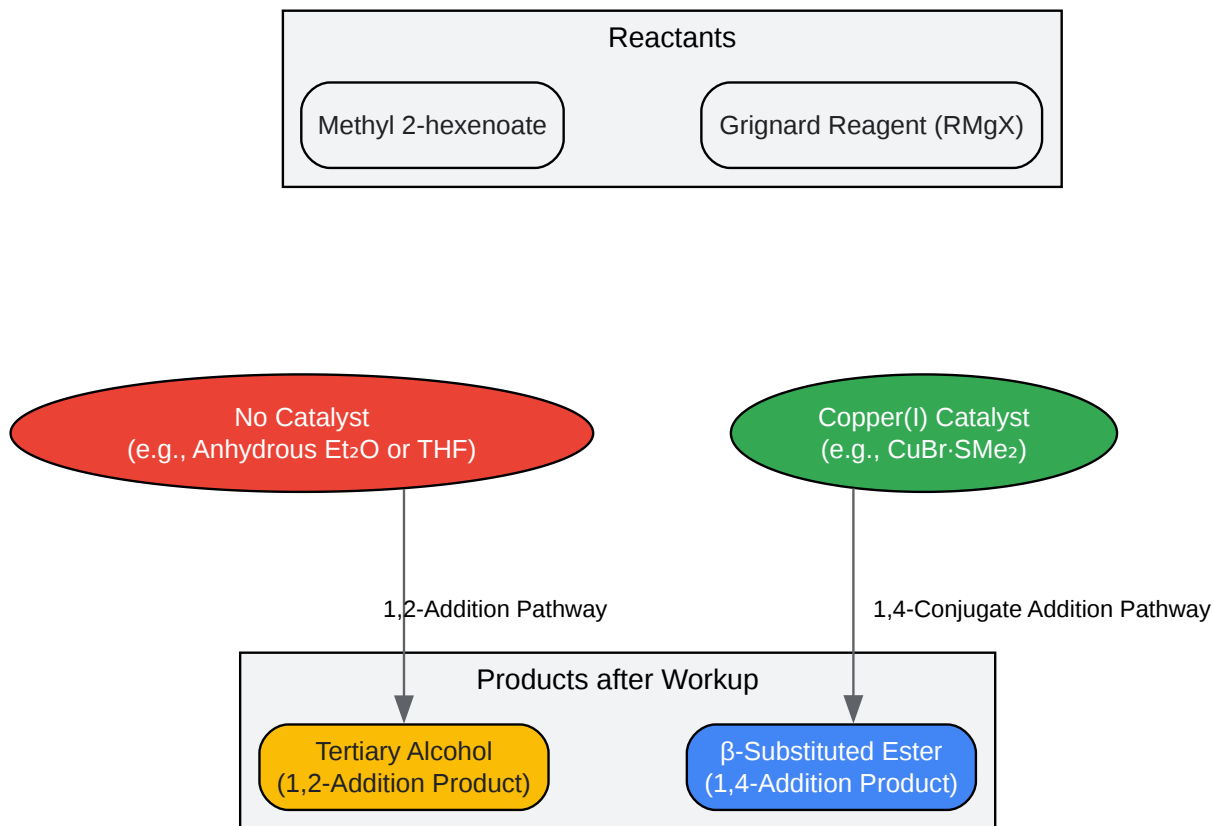 Reactants
Methyl 2-hexenoate
Grignard Reagent (RMgX)
No Catalyst
(e.g., Anhydrous Et₂O or THF)
Copper(I) Catalyst
(e.g., CuBr·SMe₂)
1,2-Addition Pathway
1,4-Conjugate Addition Pathway
Products after Workup
Tertiary Alcohol
(1,2-Addition Product)
β-Substituted Ester
(1,4-Addition Product)